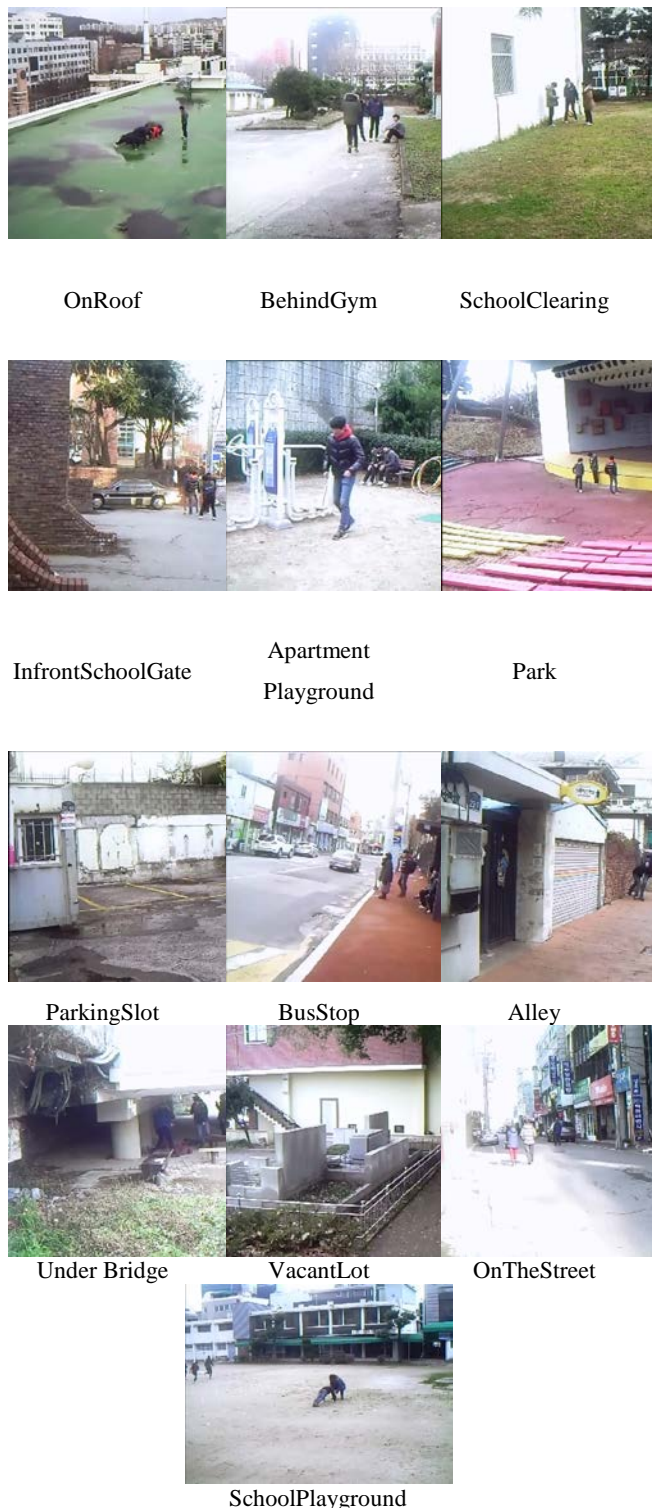 OnRoof
BehindGym
SchoolClearing
InfrontSchoolGate
Apartment
Playground
Park
ParkingSlot
BusStop
Alley
Under Bridge
VacantLot
OnTheStreet
SchoolPlayground